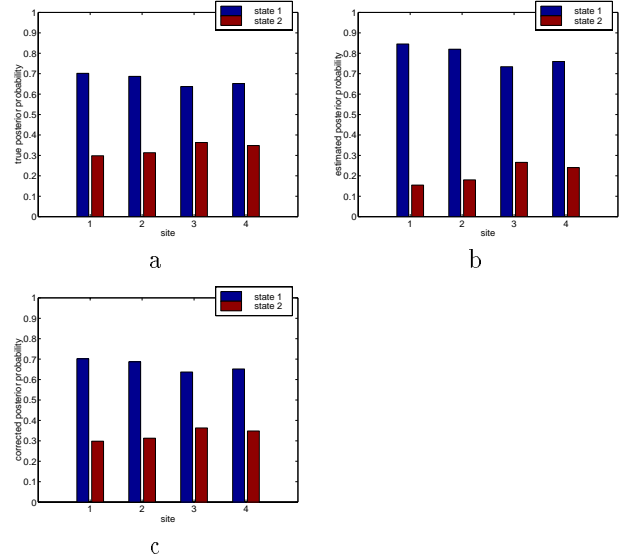 state 1
state 2
true posterior probability
1
0.9
0.8
0.7
0.6
0.5
0.4
0.3
0.2
0.1
0
1 2 3 4
site
a
state 1
state 2
estimated posterior probability
1
0.9
0.8
0.7
0.6
0.5
0.4
0.3
0.2
0.1
0
1 2 3 4
site
b
state 1
state 2
corrected posterior probability
1
0.9
0.8
0.7
0.6
0.5
0.4
0.3
0.2
0.1
0
1 2 3 4
site
c